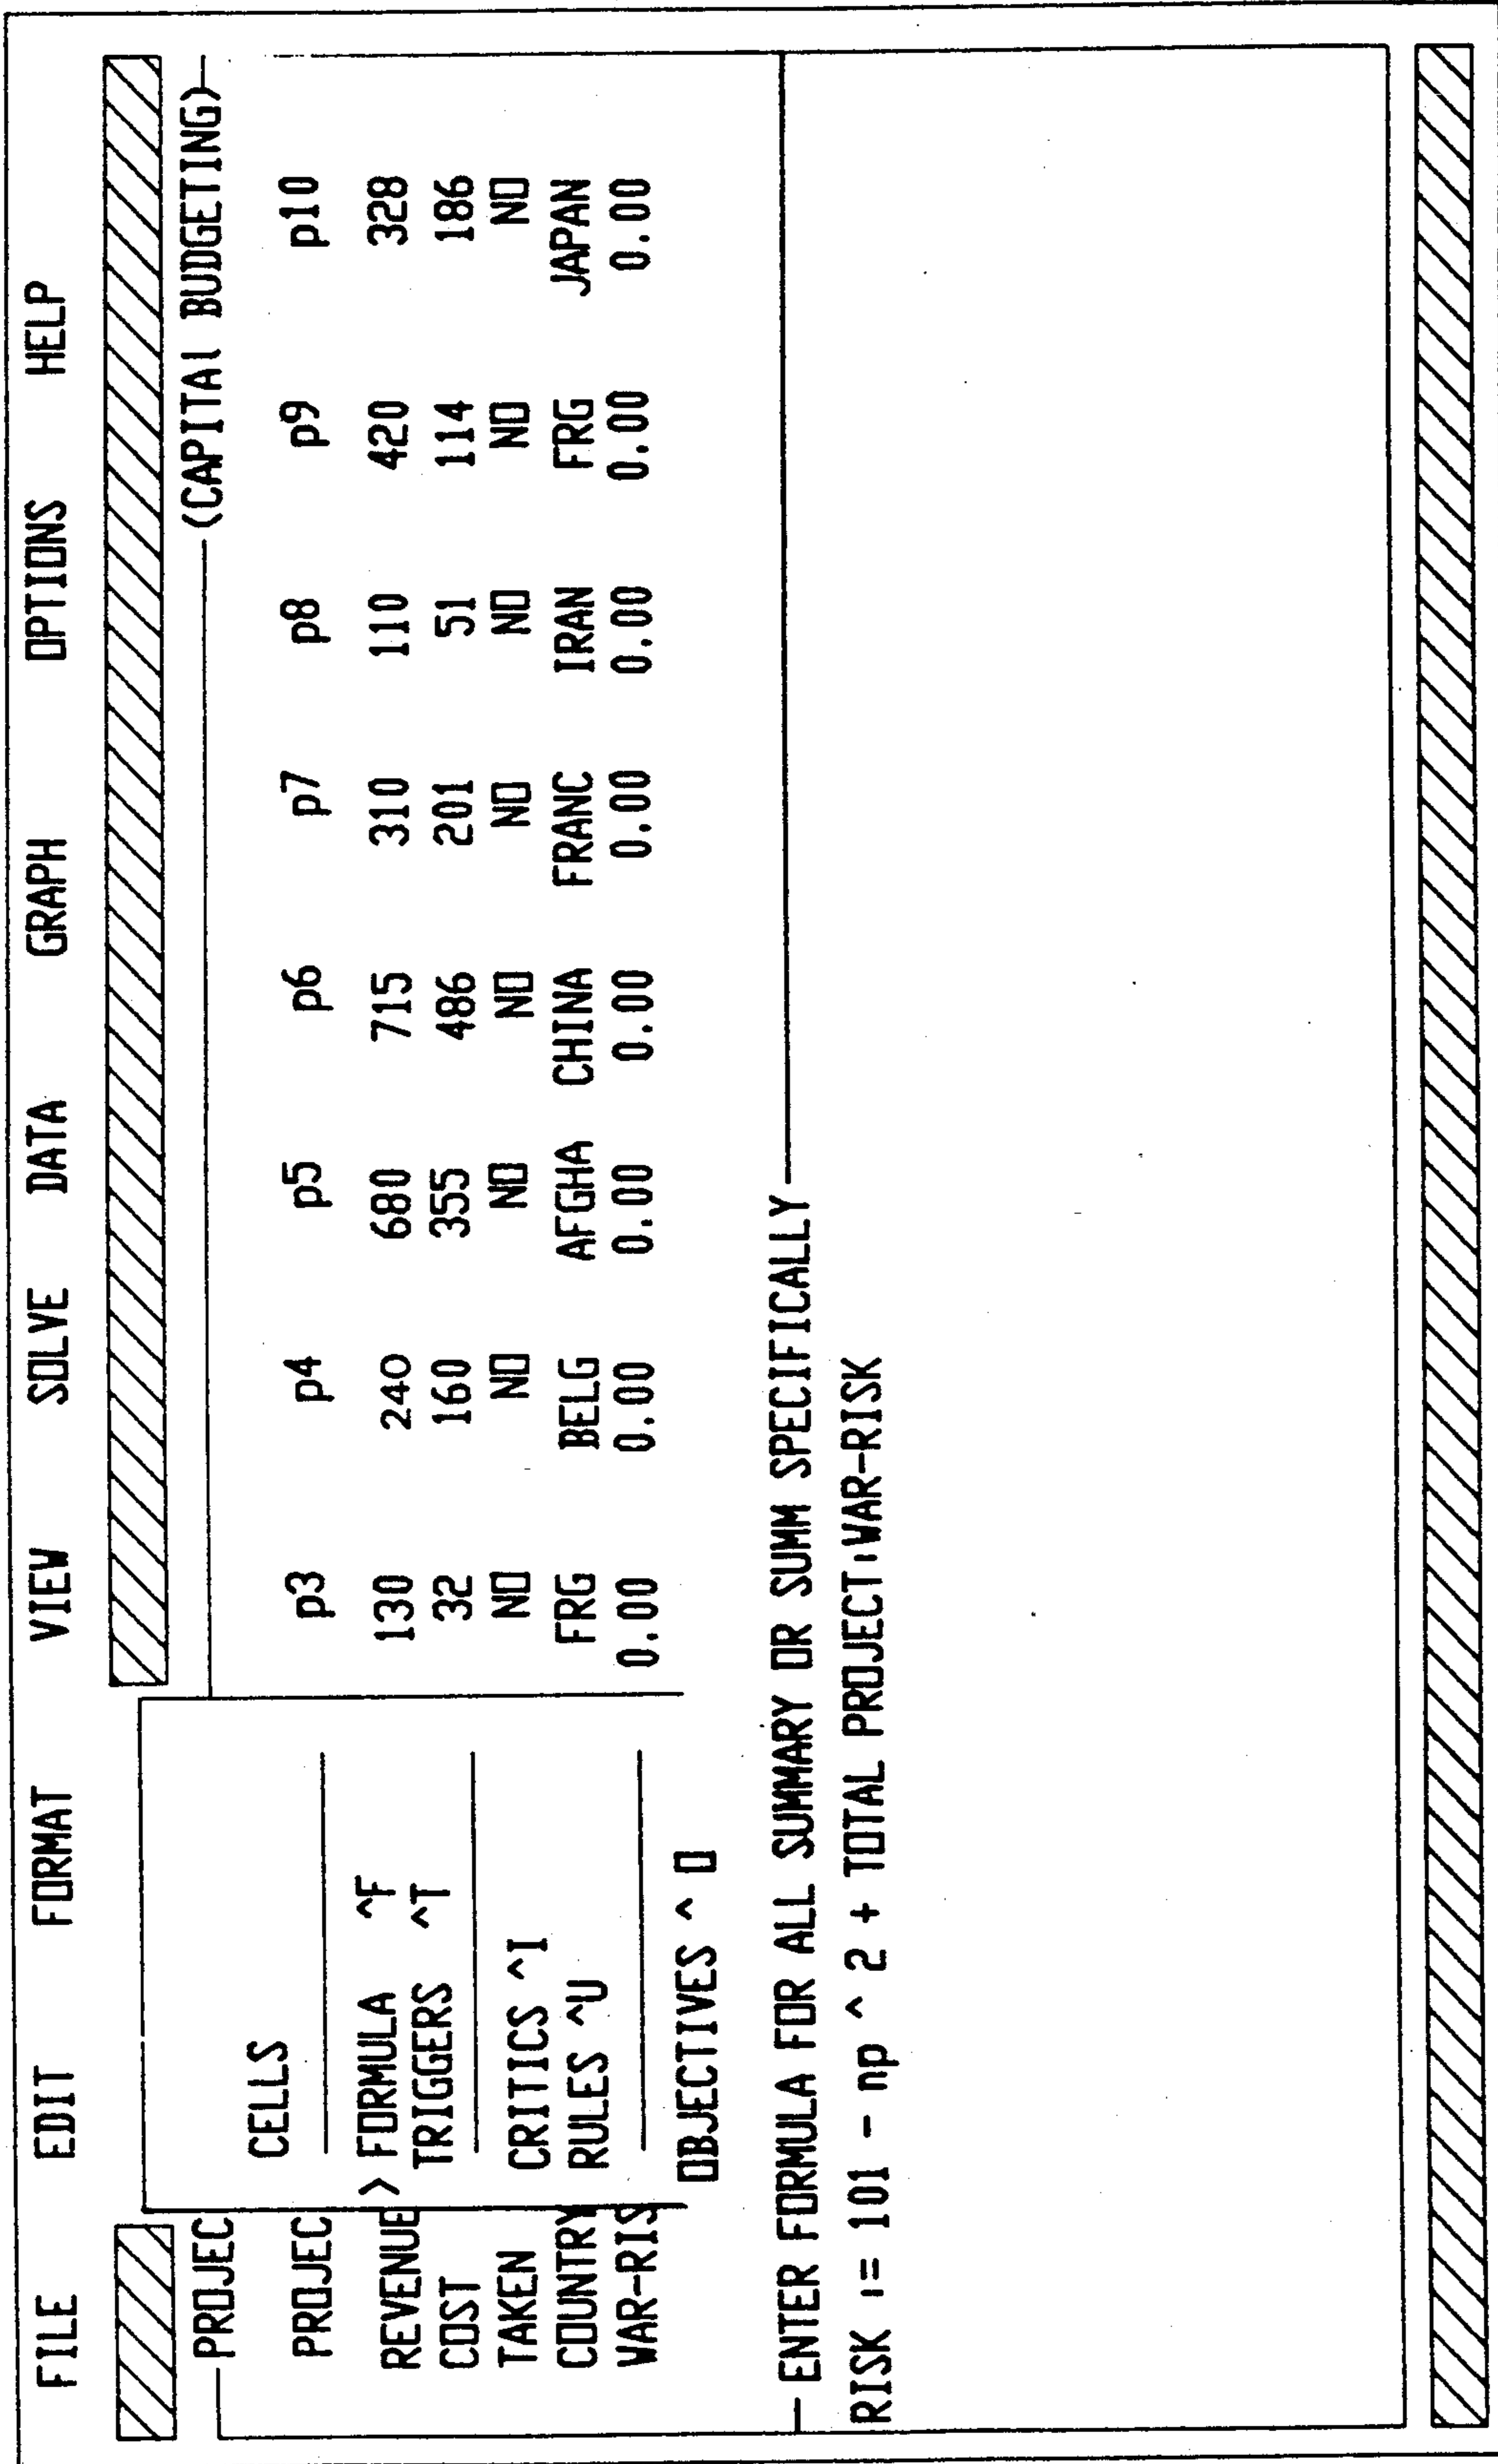 FILE EDIT FORMAT VIEW SOLVE DATA GRAPH OPTIONS HELP
PROJEC (CAPITAl BUDGETING)
CELLS
PROJEC p3 p4 p5 p6 p7 p8 p9 p10
REVENUE > FORMULA ^F 130 240 680 715 310 110 420 328
COST TRIGGERS ^T 32 160 355 486 201 51 114 186
TAKEN CRITICS ^I NO NO NO NO NO NO NO NO
COUNTRY RULES ^U FRG BELG AFGHA CHINA FRANC IRAN FRG JAPAN
WAR-RIS 0.00 0.00 0.00 0.00 0.00 0.00 0.00 0.00
OBJECTIVES ^ O
ENTER FORMULA FOR ALL SUMMARY OR SUMM SPECIFICALLY
RISK := 101 - np ^ 2 + TOTAL PROJECT:WAR-RISK